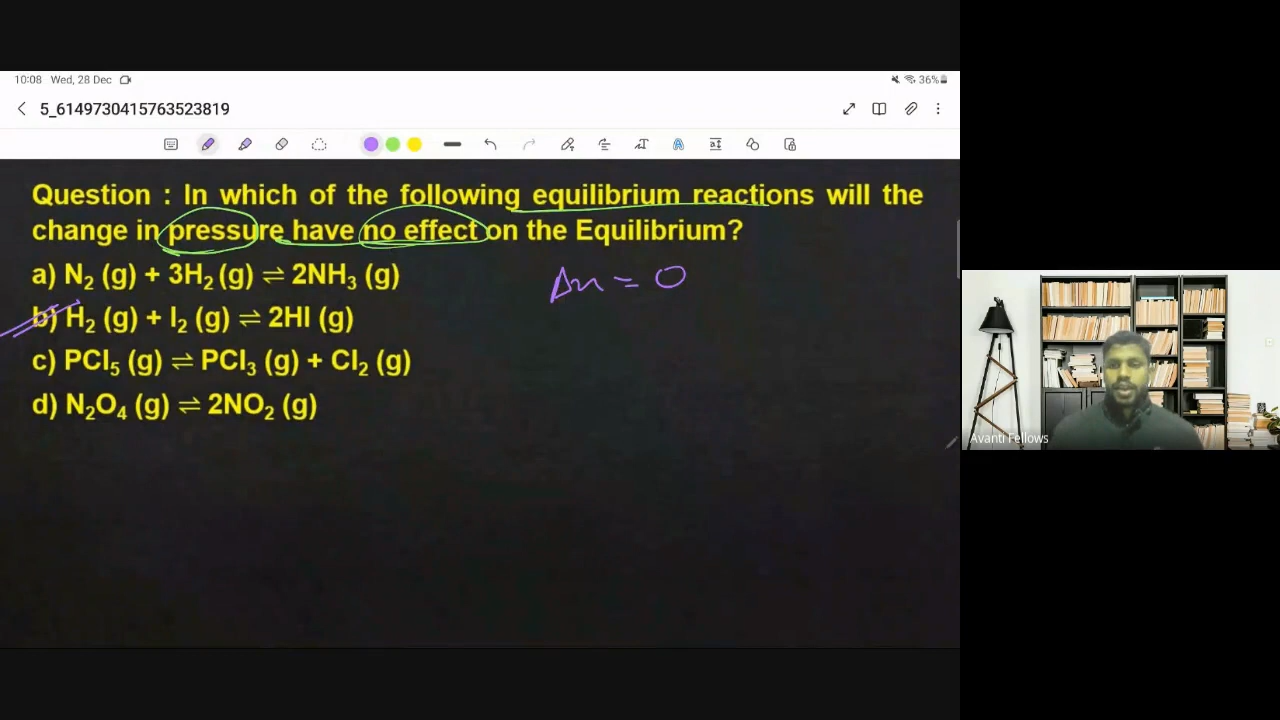 10:08 Wed, 28 Dec
36%
5_6149730415763523819
Question : In which of the following equilibrium reactions will the
change in pressure have no effect on the Equilibrium?
a) N₂ (g) + 3H₂ (g) ⇌ 2NH₃ (g)
Δn = 0
b) H₂ (g) + I₂ (g) ⇌ 2HI (g)
c) PCl₅ (g) ⇌ PCl₃ (g) + Cl₂ (g)
d) N₂O₄ (g) ⇌ 2NO₂ (g)
Avanti Fellows